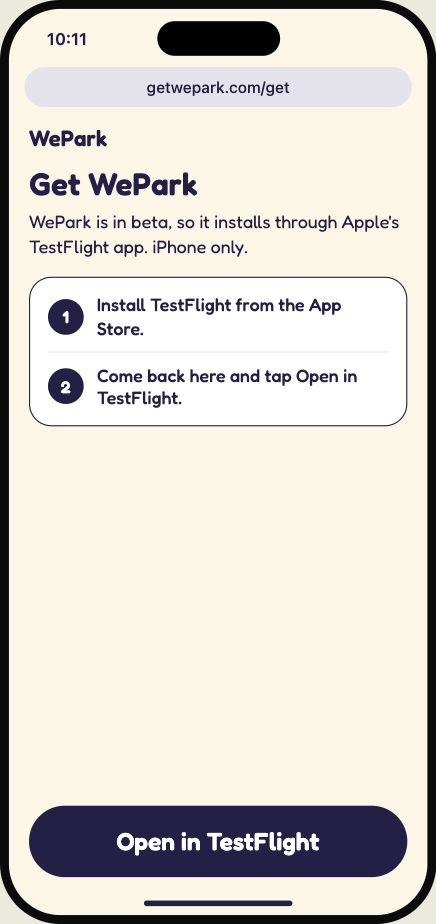 10:11
getwepark.com/get
WePark
Get WePark
WePark is in beta, so it installs through Apple's
TestFlight app. iPhone only.
1 Install TestFlight from the App
Store.
2 Come back here and tap Open in
TestFlight.
Open in TestFlight